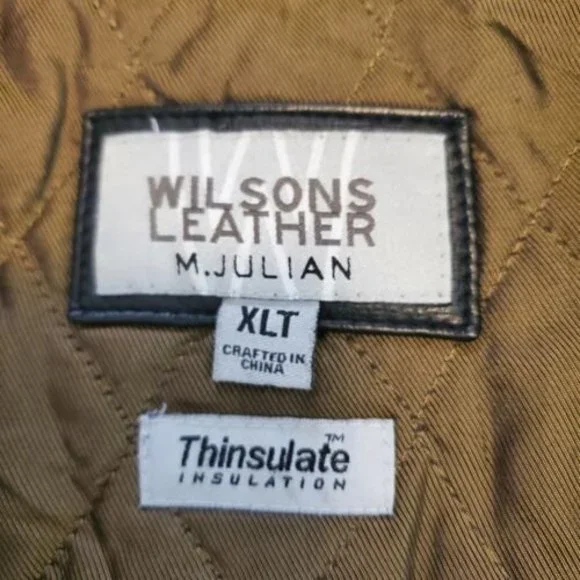 WILSONS
LEATHER
M.JULIAN
XLT
CRAFTED IN
CHINA
Thinsulate™
INSULATION